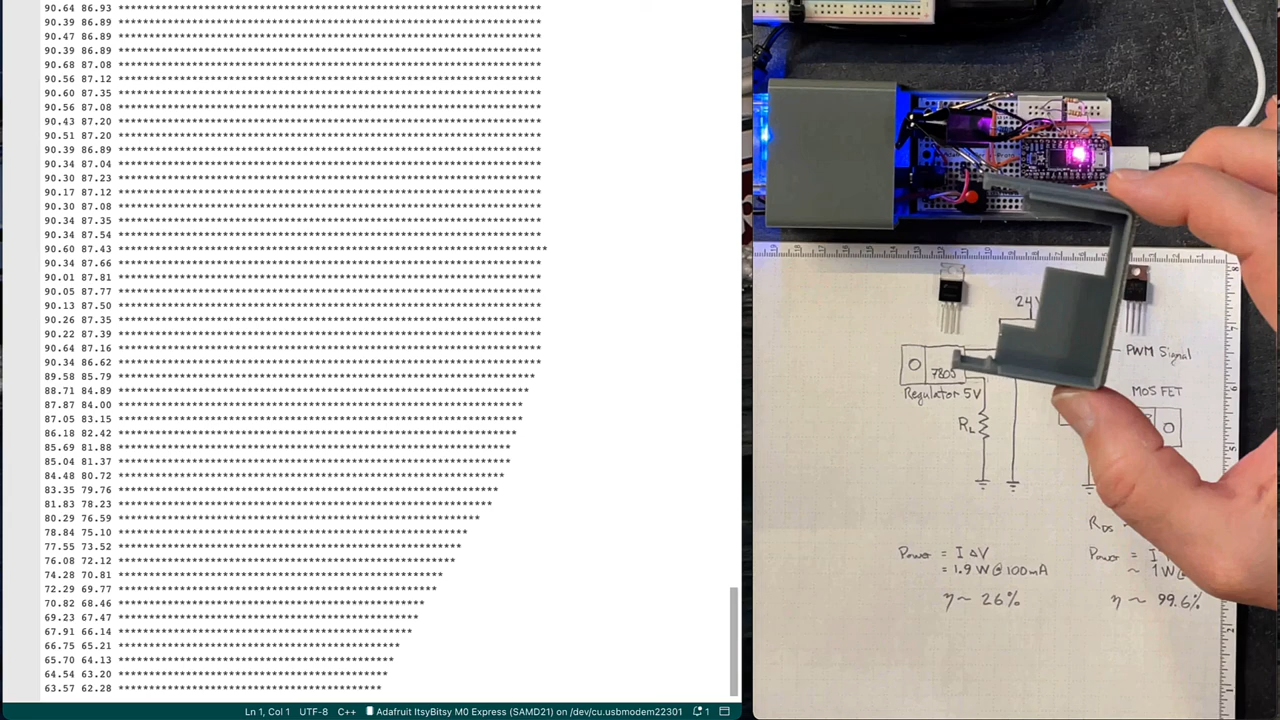 90.64 86.93 *********************************************************************
90.39 86.89 *********************************************************************
90.47 86.89 *********************************************************************
90.39 86.89 *********************************************************************
90.68 87.08 *********************************************************************
90.56 87.12 *********************************************************************
90.60 87.35 *********************************************************************
90.56 87.08 *********************************************************************
90.43 87.20 *********************************************************************
90.51 87.20 *********************************************************************
90.39 86.89 *********************************************************************
90.34 87.04 *********************************************************************
90.30 87.23 *********************************************************************
90.17 87.12 *********************************************************************
90.30 87.08 *********************************************************************
90.34 87.35 *********************************************************************
90.34 87.54 *********************************************************************
90.60 87.43 **********************************************************************
90.34 87.66 *********************************************************************
90.01 87.81 *********************************************************************
90.05 87.77 *********************************************************************
90.13 87.50 *********************************************************************
90.26 87.35 *********************************************************************
90.22 87.39 *********************************************************************
90.64 87.16 *********************************************************************
90.34 86.62 *********************************************************************
89.58 85.79 ********************************************************************
88.71 84.89 *******************************************************************
87.87 84.00 ******************************************************************
87.05 83.15 ******************************************************************
86.18 82.42 *****************************************************************
85.69 81.88 ****************************************************************
85.04 81.37 ****************************************************************
84.48 80.72 ***************************************************************
83.35 79.76 **************************************************************
81.83 78.23 *************************************************************
80.29 76.59 ***********************************************************
78.84 75.10 *********************************************************
77.55 73.52 ********************************************************
76.08 72.12 *******************************************************
74.28 70.81 *****************************************************
72.29 69.77 ****************************************************
70.82 68.46 **************************************************
69.23 67.47 *************************************************
67.91 66.14 ************************************************
66.75 65.21 **********************************************
65.70 64.13 *********************************************
64.54 63.20 ********************************************
63.57 62.28 *******************************************
Ln 1, Col 1 UTF-8 C++ Adafruit ItsyBitsy M0 Express (SAMD21) on /dev/cu.usbmodem22301 1
24V
7805
PWM Signal
Regulator 5V
MOSFET
RL
RDS
Power = I ΔV
= 1.9W @ 100mA
η ~ 26%
Power = I
~ 1W@
η ~ 99.6%